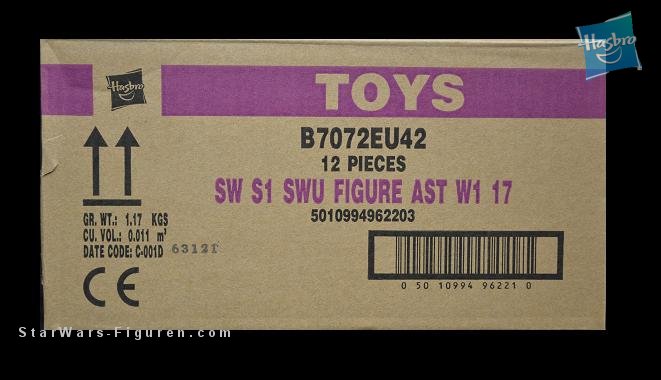 Hasbro
Hasbro
TOYS
B7072EU42
12 PIECES
SW S1 SWU FIGURE AST W1 17
5010994962203
GR. WT.: 1.17 KGS
CU. VOL.: 0.011 m³
DATE CODE: C-001D 63121
CE
0 50 10994 96221 0
StarWars-Figuren.com